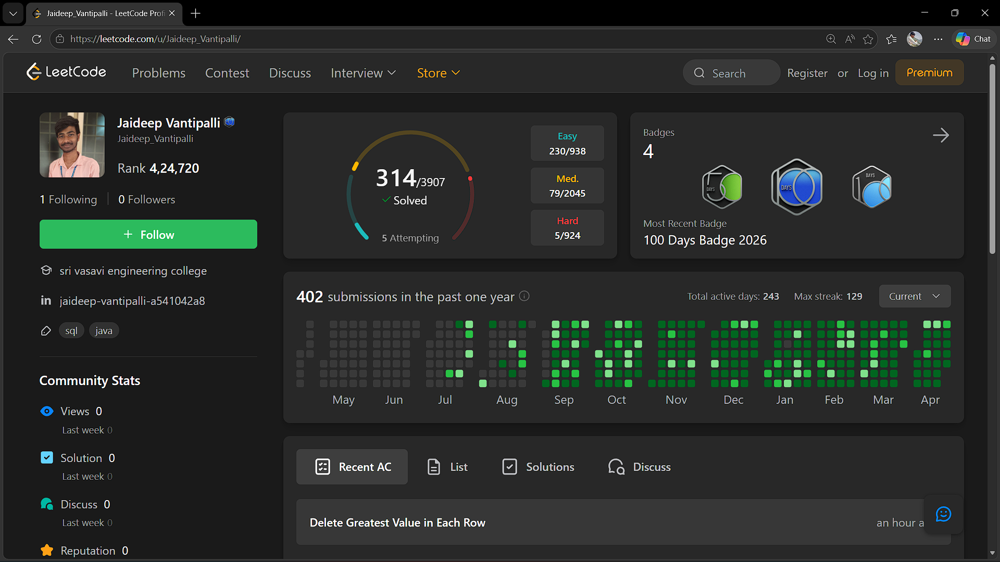 Jaideep_Vantipalli - LeetCode Profi
https://leetcode.com/u/Jaideep_Vantipalli/
Chat
LeetCode
Problems
Contest
Discuss
Interview
Store
Search
Register or Log in
Premium
Jaideep Vantipalli
Jaideep_Vantipalli
Rank 4,24,720
1 Following
0 Followers
+ Follow
sri vasavi engineering college
in jaideep-vantipalli-a541042a8
sql
java
Community Stats
Views 0
Last week 0
Solution 0
Last week 0
Discuss 0
Last week 0
Reputation 0
314/3907
Solved
5 Attempting
Easy
230/938
Med.
79/2045
Hard
5/924
Badges
4
50 DAYS
DAYS 100
DAYS 100
Most Recent Badge
100 Days Badge 2026
402 submissions in the past one year
Total active days: 243
Max streak: 129
Current
May Jun Jul Aug Sep Oct Nov Dec Jan Feb Mar Apr
Recent AC
List
Solutions
Discuss
Delete Greatest Value in Each Row
an hour a